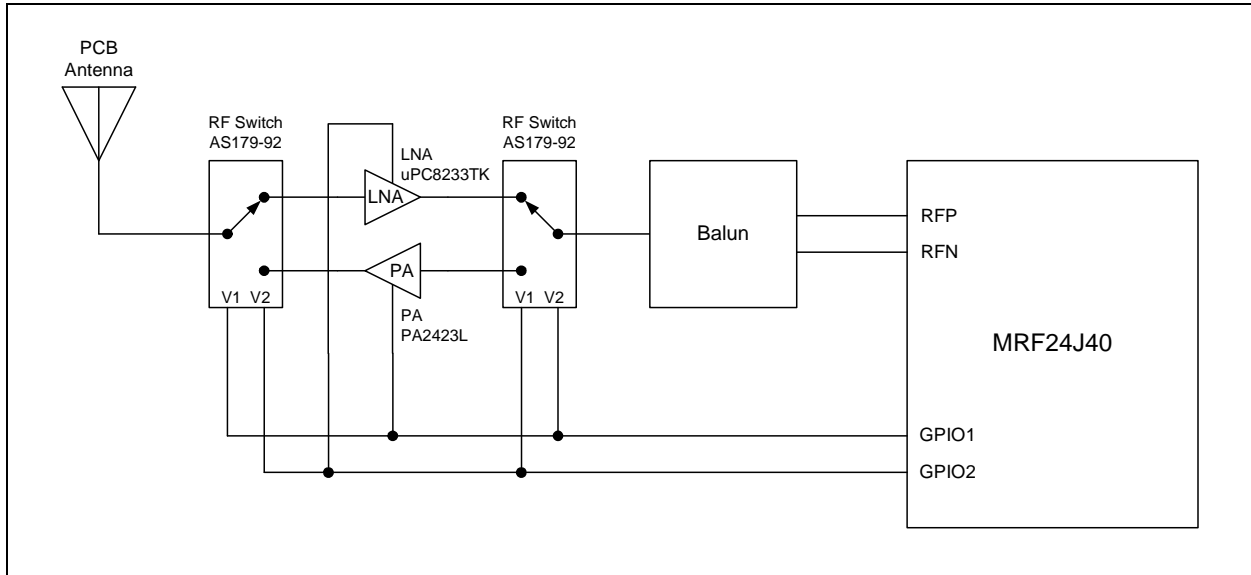 PCB
Antenna
RF Switch
AS179-92
V1 V2
LNA
uPC8233TK
LNA
PA
PA
PA2423L
RF Switch
AS179-92
V1 V2
Balun
RFP
RFN
MRF24J40
GPIO1
GPIO2